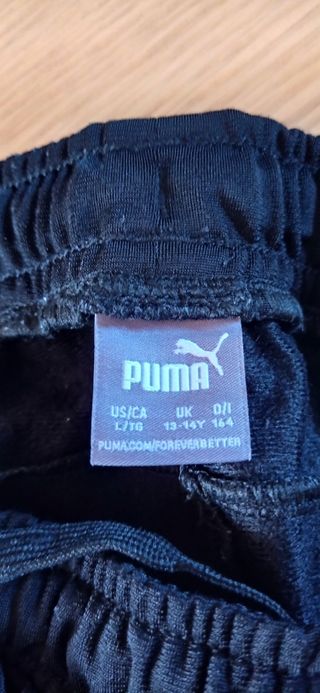 PUMA
US/CA UK D/I
L/TG 13-14Y 164
PUMA.COM/FOREVERBETTER